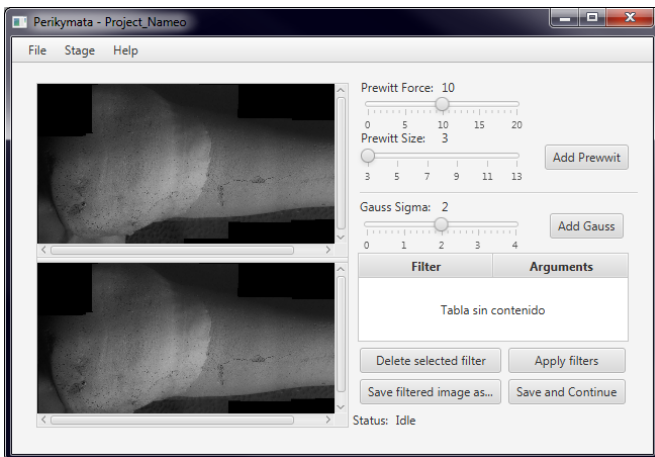 Perikymata - Project_Nameo
File Stage Help
Prewitt Force: 10
0 5 10 15 20
Prewitt Size: 3
3 5 7 9 11 13
Add Prewwit
Gauss Sigma: 2
0 1 2 3 4
Add Gauss
Filter Arguments
Tabla sin contenido
Delete selected filter Apply filters
Save filtered image as... Save and Continue
Status: Idle